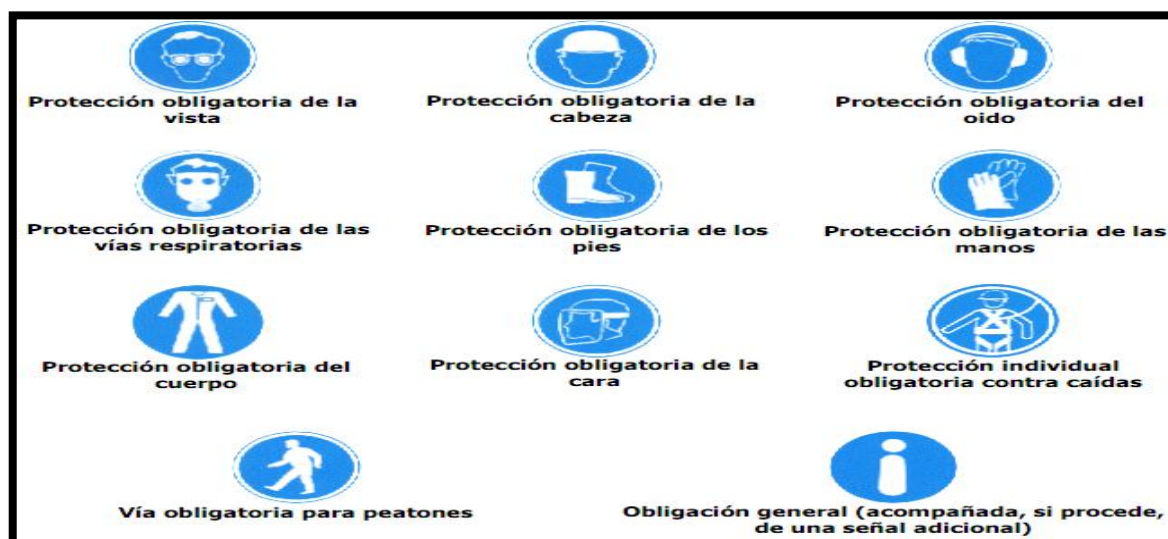 Protección obligatoria de la
vista
Protección obligatoria de la
cabeza
Protección obligatoria del
oido
Protección obligatoria de las
vías respiratorias
Protección obligatoria de los
pies
Protección obligatoria de las
manos
Protección obligatoria del
cuerpo
Protección obligatoria de la
cara
Protección individual
obligatoria contra caídas
Vía obligatoria para peatones
Obligación general (acompañada, si procede,
de una señal adicional)